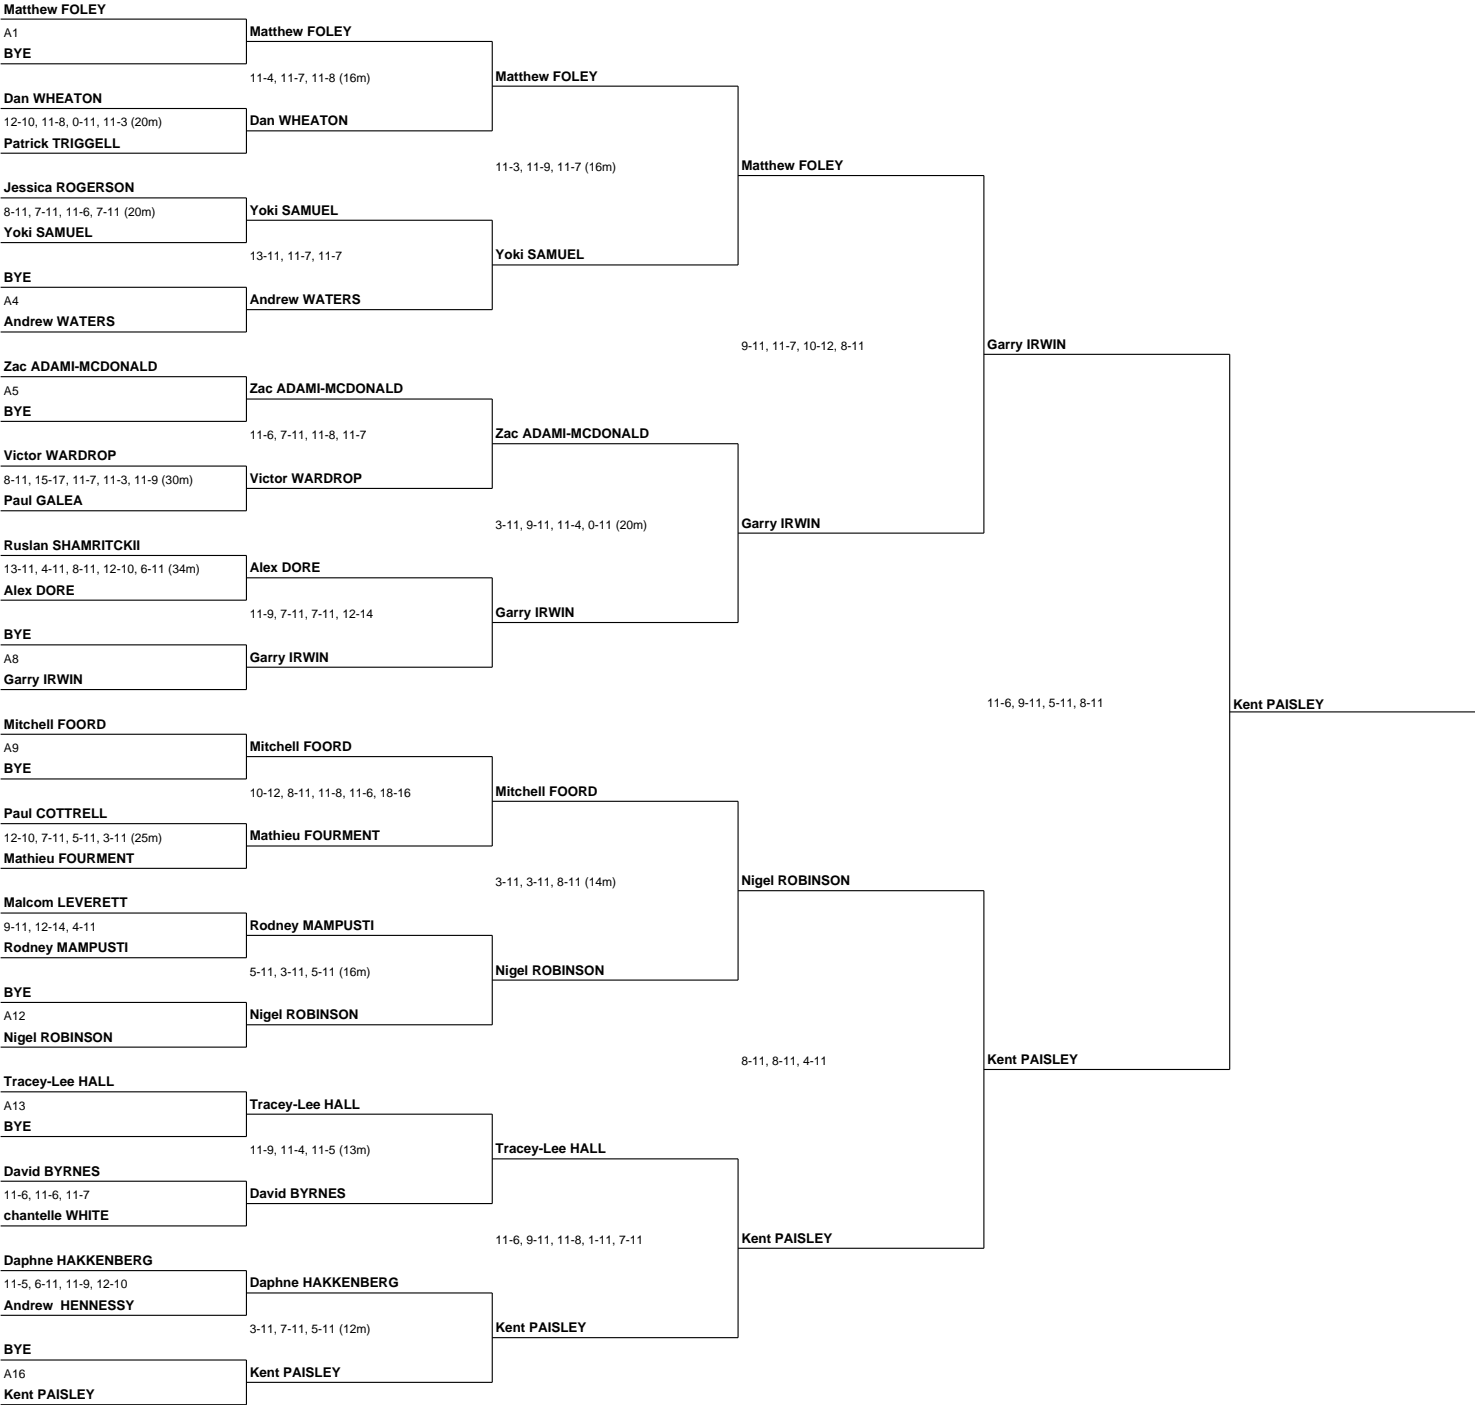 Matthew FOLEY
A1
BYE
Dan WHEATON
12-10, 11-8, 0-11, 11-3 (20m)
Patrick TRIGGELL
Jessica ROGERSON
8-11, 7-11, 11-6, 7-11 (20m)
Yoki SAMUEL
BYE
A4
Andrew WATERS
Zac ADAMI-MCDONALD
A5
BYE
Victor WARDROP
8-11, 15-17, 11-7, 11-3, 11-9 (30m)
Paul GALEA
Ruslan SHAMRITCKII
13-11, 4-11, 8-11, 12-10, 6-11 (34m)
Alex DORE
BYE
A8
Garry IRWIN
Mitchell FOORD
A9
BYE
Paul COTTRELL
12-10, 7-11, 5-11, 3-11 (25m)
Mathieu FOURMENT
Malcom LEVERETT
9-11, 12-14, 4-11
Rodney MAMPUSTI
BYE
A12
Nigel ROBINSON
Tracey-Lee HALL
A13
BYE
David BYRNES
11-6, 11-6, 11-7
chantelle WHITE
Daphne HAKKENBERG
11-5, 6-11, 11-9, 12-10
Andrew  HENNESSY
BYE
A16
Kent PAISLEY
Matthew FOLEY
11-4, 11-7, 11-8 (16m)
Dan WHEATON
Yoki SAMUEL
13-11, 11-7, 11-7
Andrew WATERS
Zac ADAMI-MCDONALD
11-6, 7-11, 11-8, 11-7
Victor WARDROP
Alex DORE
11-9, 7-11, 7-11, 12-14
Garry IRWIN
Mitchell FOORD
10-12, 8-11, 11-8, 11-6, 18-16
Mathieu FOURMENT
Rodney MAMPUSTI
5-11, 3-11, 5-11 (16m)
Nigel ROBINSON
Tracey-Lee HALL
11-9, 11-4, 11-5 (13m)
David BYRNES
Daphne HAKKENBERG
3-11, 7-11, 5-11 (12m)
Kent PAISLEY
Matthew FOLEY
11-3, 11-9, 11-7 (16m)
Yoki SAMUEL
Zac ADAMI-MCDONALD
3-11, 9-11, 11-4, 0-11 (20m)
Garry IRWIN
Mitchell FOORD
3-11, 3-11, 8-11 (14m)
Nigel ROBINSON
Tracey-Lee HALL
11-6, 9-11, 11-8, 1-11, 7-11
Kent PAISLEY
Matthew FOLEY
9-11, 11-7, 10-12, 8-11
Garry IRWIN
Nigel ROBINSON
8-11, 8-11, 4-11
Kent PAISLEY
Garry IRWIN
11-6, 9-11, 5-11, 8-11
Kent PAISLEY
Kent PAISLEY